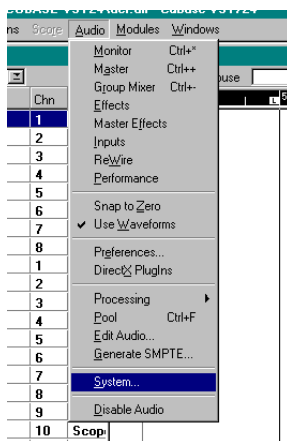 ns Score Audio Modules Windows
Monitor Ctrl+*
Master Ctrl++
Group Mixer Ctrl+-
Effects
Master Effects
Inputs
ReWire
Performance
Snap to Zero
✓ Use Waveforms
Preferences...
DirectX PlugIns
Processing
Pool Ctrl+F
Edit Audio...
Generate SMPTE...
System...
Disable Audio
ouse
Chn
5
1
2
3
4
5
6
7
8
1
2
3
4
5
6
7
8
9
10 Scop